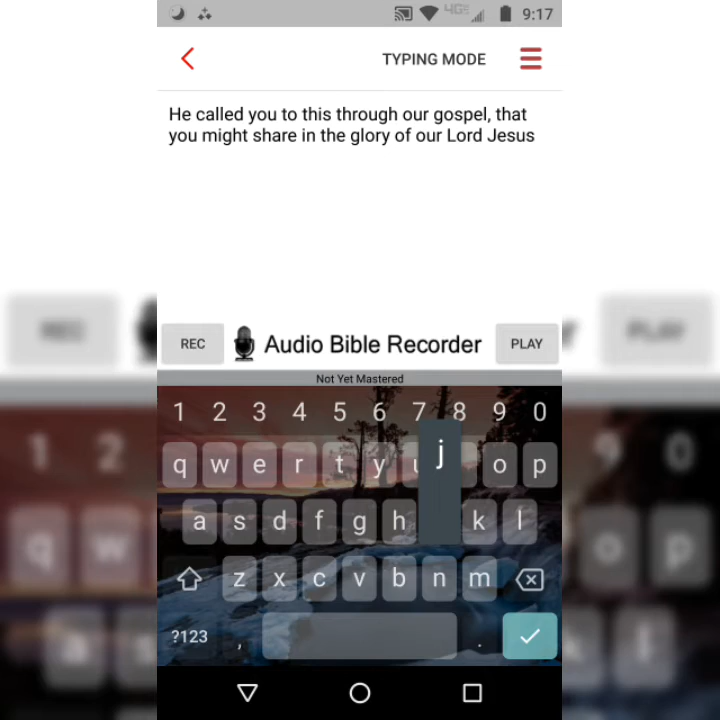 4GE 9:17
TYPING MODE
He called you to this through our gospel, that
you might share in the glory of our Lord Jesus
REC Audio Bible Recorder PLAY
Not Yet Mastered
1 2 3 4 5 6 7 8 9 0
q w e r t y u o p
j
a s d f g h k l
z x c v b n m
?123 , .